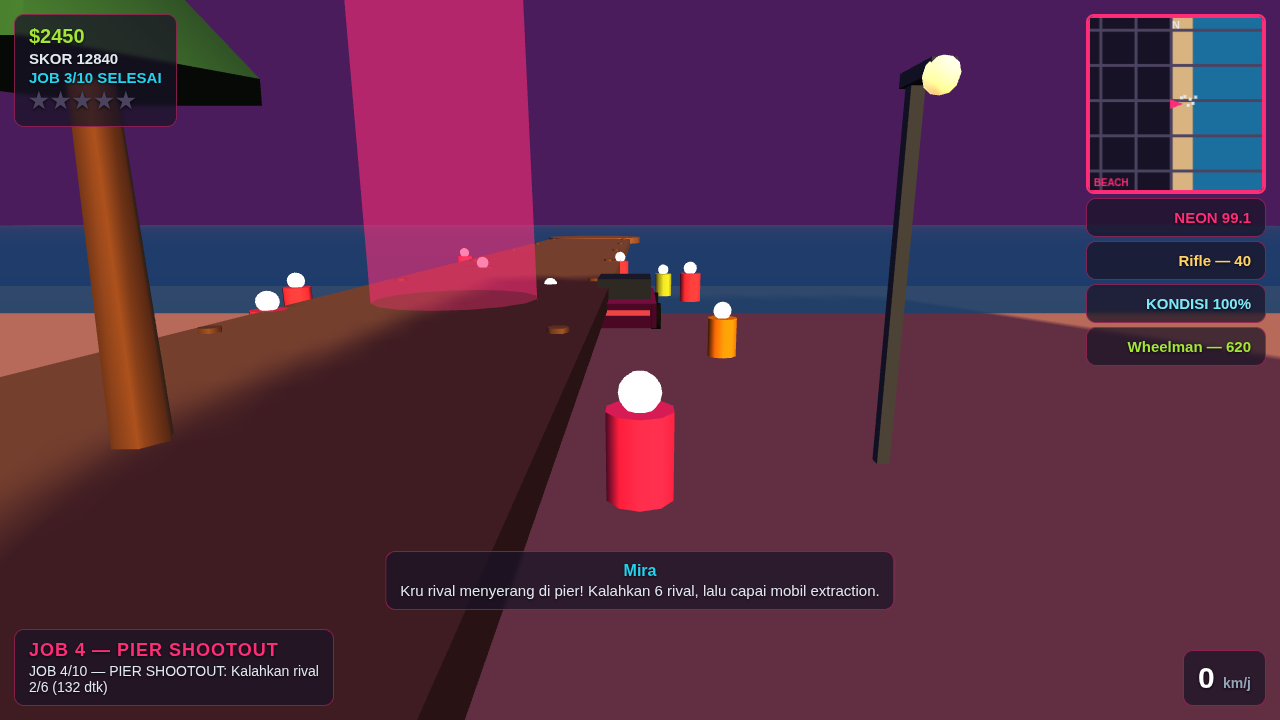 $2450
SKOR 12840
JOB 3/10 SELESAI
★★★★★
N
BEACH
NEON 99.1
Rifle — 40
KONDISI 100%
Wheelman — 620
Mira
Kru rival menyerang di pier! Kalahkan 6 rival, lalu capai mobil extraction.
JOB 4 — PIER SHOOTOUT
JOB 4/10 — PIER SHOOTOUT: Kalahkan rival
2/6 (132 dtk)
0 km/j